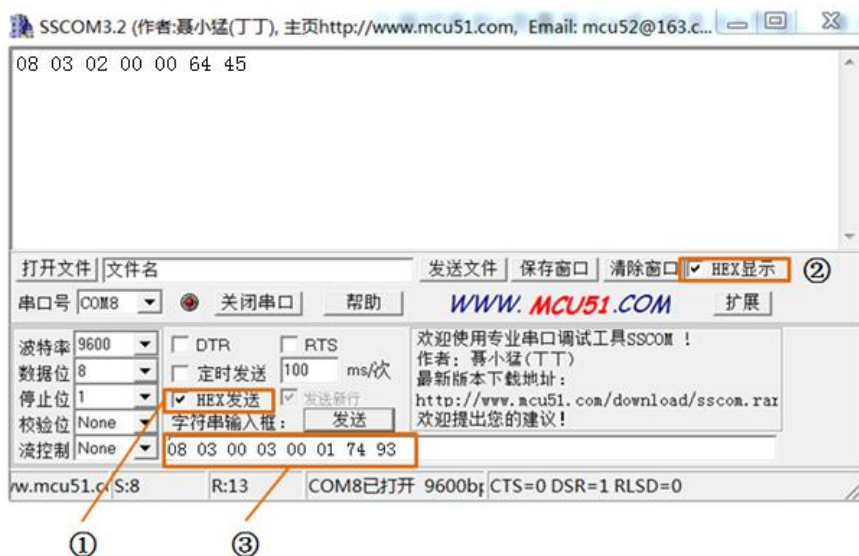 SSCOM3.2 (作者:聂小猛(丁丁), 主页http://www.mcu51.com, Email: mcu52@163.c...
08 03 02 00 00 64 45
打开文件 文件名 发送文件 保存窗口 清除窗口 HEX显示 ②
串口号 COM8 关闭串口 帮助 WWW.MCU51.COM 扩展
波特率 9600 DTR RTS
数据位 8 定时发送 100 ms/次
停止位 1 HEX发送 发送新行
校验位 None 字符串输入框: 发送
流控制 None 08 03 00 03 00 01 74 93
欢迎使用专业串口调试工具SSCOM !
作者: 聂小猛(丁丁)
最新版本下载地址:
http://www.mcu51.com/download/sscom.rar
欢迎提出您的建议!
ww.mcu51.c S:8 R:13 COM8已打开 9600bp CTS=0 DSR=1 RLSD=0
① ③